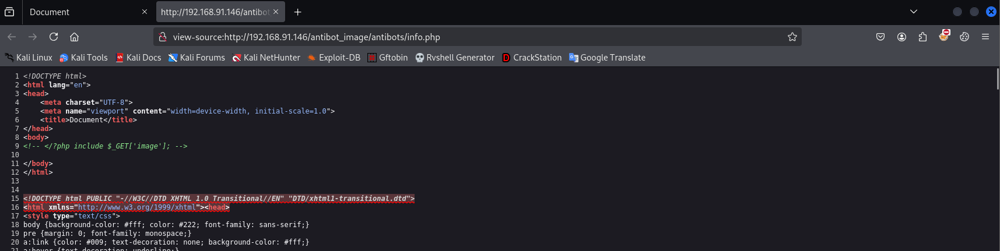 Document
http://192.168.91.146/antibot
view-source:http://192.168.91.146/antibot_image/antibots/info.php
Kali Linux Kali Tools Kali Docs Kali Forums Kali NetHunter Exploit-DB Gftobin Rvshell Generator CrackStation Google Translate
1 <!DOCTYPE html>
2 <html lang="en">
3 <head>
4     <meta charset="UTF-8">
5     <meta name="viewport" content="width=device-width, initial-scale=1.0">
6     <title>Document</title>
7 </head>
8 <body>
9 <!-- </?php include $_GET['image']; -->
10
11 </body>
12 </html>
13
14
15 <!DOCTYPE html PUBLIC "-//W3C//DTD XHTML 1.0 Transitional//EN" "DTD/xhtml1-transitional.dtd">
16 <html xmlns="http://www.w3.org/1999/xhtml"><head>
17 <style type="text/css">
18 body {background-color: #fff; color: #222; font-family: sans-serif;}
19 pre {margin: 0; font-family: monospace;}
20 a:link {color: #009; text-decoration: none; background-color: #fff;}
21 a:hover {text-decoration: underline;}